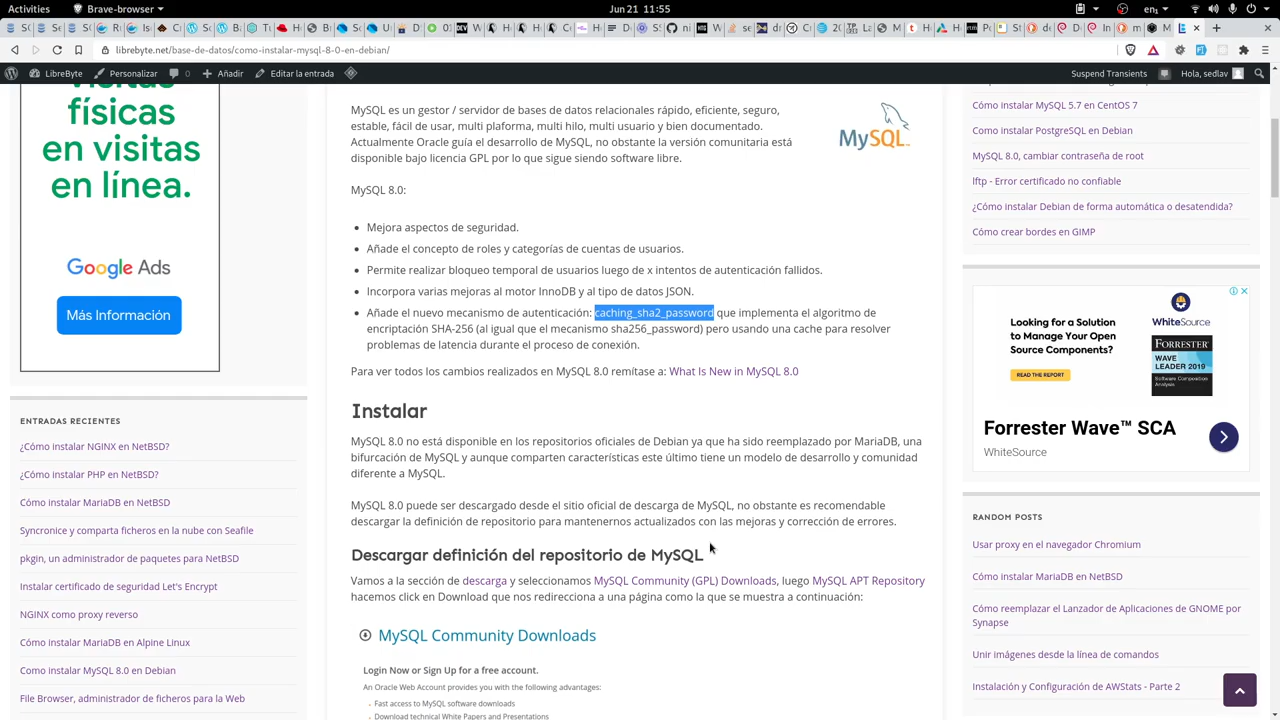 Activities
Brave-browser
Jun 21 11:55
librebyte.net/base-de-datos/como-instalar-mysql-8-0-en-debian/
LibreByte
Personalizar
0
Añadir
Editar la entrada
Suspend Transients
Hola, sedlav
visitas
físicas
en visitas
en línea.
Google Ads
Más Información
ENTRADAS RECIENTES
¿Cómo instalar NGINX en NetBSD?
¿Cómo instalar PHP en NetBSD?
Cómo instalar MariaDB en NetBSD
Syncronice y comparta ficheros en la nube con Seafile
pkgin, un administrador de paquetes para NetBSD
Instalar certificado de seguridad Let's Encrypt
NGINX como proxy reverso
Cómo instalar MariaDB en Alpine Linux
Como instalar MySQL 8.0 en Debian
File Browser, administrador de ficheros para la Web
MySQL es un gestor / servidor de bases de datos relacionales rápido, eficiente, seguro,
estable, fácil de usar, multi plaforma, multi hilo, multi usuario y bien documentado.
Actualmente Oracle guía el desarrollo de MySQL, no obstante la versión comunitaria está
disponible bajo licencia GPL por lo que sigue siendo software libre.
MySQL
MySQL 8.0:
Mejora aspectos de seguridad.
Añade el concepto de roles y categorías de cuentas de usuarios.
Permite realizar bloqueo temporal de usuarios luego de x intentos de autenticación fallidos.
Incorpora varias mejoras al motor InnoDB y al tipo de datos JSON.
Añade el nuevo mecanismo de autenticación: caching_sha2_password que implementa el algoritmo de
encriptación SHA-256 (al igual que el mecanismo sha256_password) pero usando una cache para resolver
problemas de latencia durante el proceso de conexión.
Para ver todos los cambios realizados en MySQL 8.0 remítase a: What Is New in MySQL 8.0
Instalar
MySQL 8.0 no está disponible en los repositorios oficiales de Debian ya que ha sido reemplazado por MariaDB, una
bifurcación de MySQL y aunque comparten características este último tiene un modelo de desarrollo y comunidad
diferente a MySQL.
MySQL 8.0 puede ser descargado desde el sitio oficial de descarga de MySQL, no obstante es recomendable
descargar la definición de repositorio para mantenernos actualizados con las mejoras y corrección de errores.
Descargar definición del repositorio de MySQL
Vamos a la sección de descarga y seleccionamos MySQL Community (GPL) Downloads, luego MySQL APT Repository
hacemos click en Download que nos redirecciona a una página como la que se muestra a continuación:
MySQL Community Downloads
Login Now or Sign Up for a free account.
An Oracle Web Account provides you with the following advantages:
Fast access to MySQL software downloads
Download technical White Papers and Presentations
Cómo instalar MySQL 5.7 en CentOS 7
Como instalar PostgreSQL en Debian
MySQL 8.0, cambiar contraseña de root
lftp - Error certificado no confiable
¿Cómo instalar Debian de forma automática o desatendida?
Cómo crear bordes en GIMP
Looking for a Solution
to Manage Your Open
Source Components?
READ THE REPORT
WhiteSource
FORRESTER
WAVE
LEADER 2019
Software Composition
Analysis
Forrester Wave™ SCA
WhiteSource
RANDOM POSTS
Usar proxy en el navegador Chromium
Cómo instalar MariaDB en NetBSD
Cómo reemplazar el Lanzador de Aplicaciones de GNOME por
Synapse
Unir imágenes desde la línea de comandos
Instalación y Configuración de AWStats - Parte 2